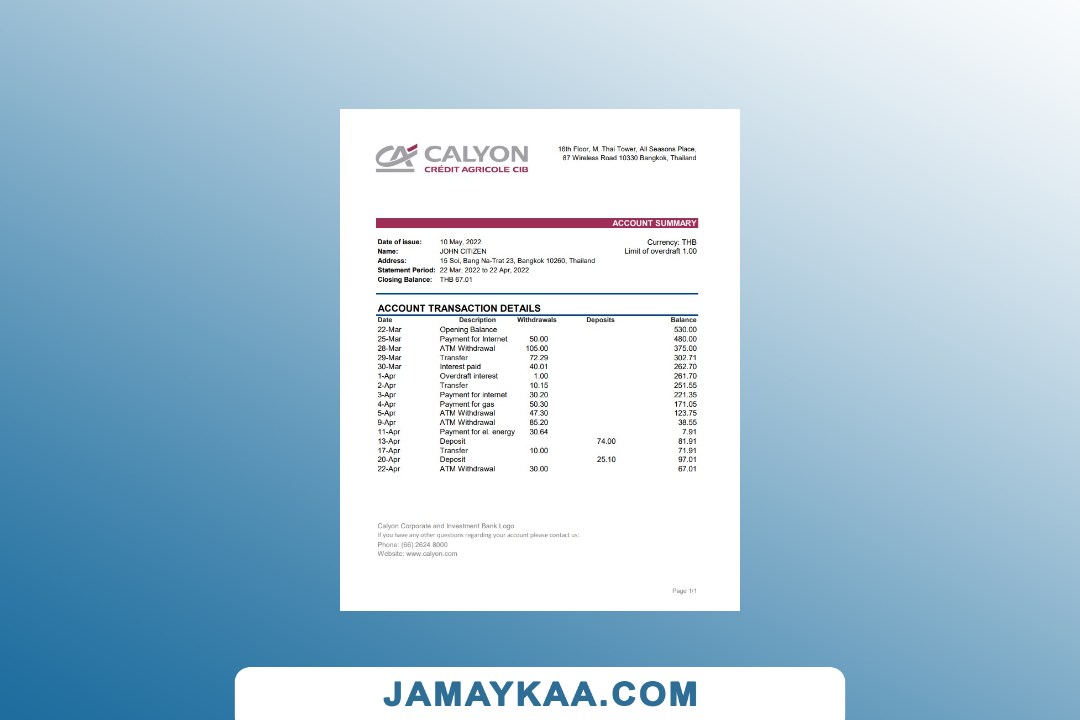 CA CALYON
CRÉDIT AGRICOLE CIB
16th Floor, M. Thai Tower, All Seasons Place,
87 Wireless Road 10330 Bangkok, Thailand
ACCOUNT SUMMARY
Date of issue: 10 May, 2022
Currency: THB
Name: JOHN CITIZEN
Limit of overdraft 1.00
Address: 15 Soi, Bang Na-Trat 23, Bangkok 10260, Thailand
Statement Period: 22 Mar, 2022 to 22 Apr, 2022
Closing Balance: THB 67.01
ACCOUNT TRANSACTION DETAILS
Date Description Withdrawals Deposits Balance
22-Mar Opening Balance 530.00
25-Mar Payment for Internet 50.00 480.00
28-Mar ATM Withdrawal 105.00 375.00
29-Mar Transfer 72.29 302.71
30-Mar Interest paid 40.01 262.70
1-Apr Overdraft interest 1.00 261.70
2-Apr Transfer 10.15 251.55
3-Apr Payment for internet 30.20 221.35
4-Apr Payment for gas 50.30 171.05
5-Apr ATM Withdrawal 47.30 123.75
9-Apr ATM Withdrawal 85.20 38.55
11-Apr Payment for el. energy 30.64 7.91
13-Apr Deposit 74.00 81.91
17-Apr Transfer 10.00 71.91
20-Apr Deposit 25.10 97.01
22-Apr ATM Withdrawal 30.00 67.01
Calyon Corporate and Investment Bank Logo
If you have any other questions regarding your account please contact us:
Phone: (66) 2624 8000
Website: www.calyon.com
Page 1/1
JAMAYKAA.COM